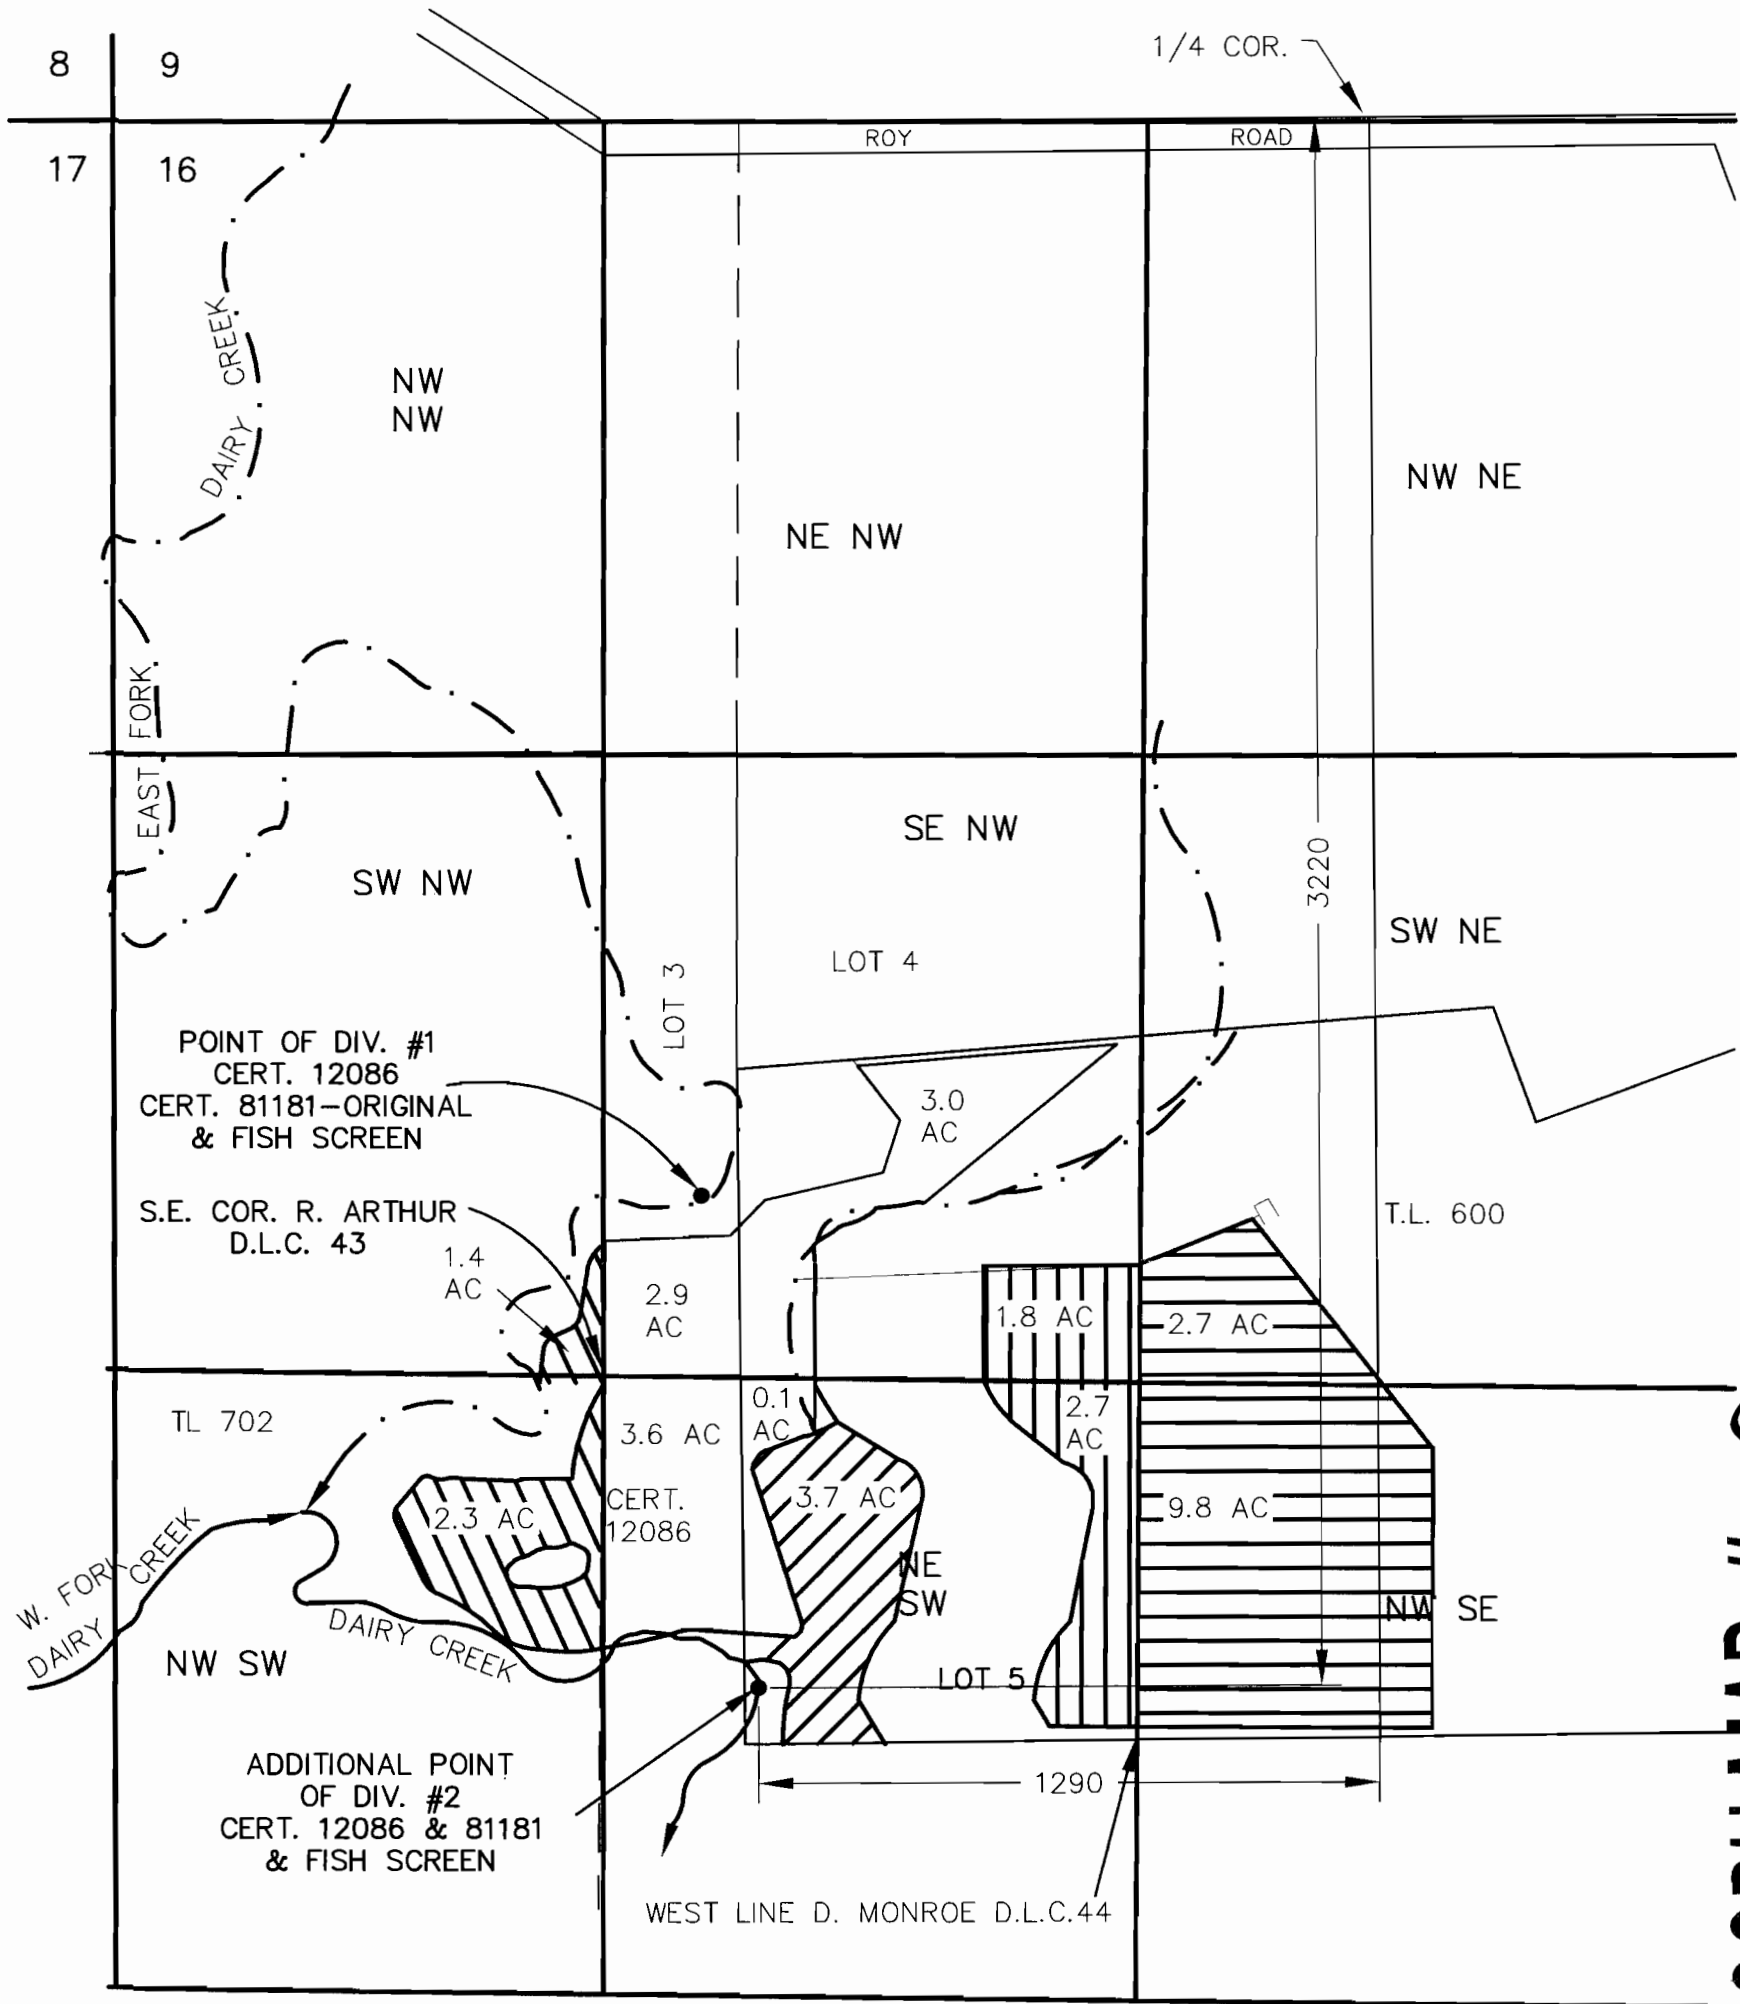 8
9
1/4 COR.
ROY
ROAD
17
16
DAIRY CREEK
NW
NW
NW NE
NE NW
EAST FORK
SE NW
3220
SW NW
SW NE
LOT 3
LOT 4
POINT OF DIV. #1
CERT. 12086
CERT. 81181-ORIGINAL
& FISH SCREEN
3.0
AC
S.E. COR. R. ARTHUR
D.L.C. 43
T.L. 600
1.4
AC
2.9
AC
1.8 AC
2.7 AC
TL 702
3.6 AC
0.1
AC
2.7
AC
2.3 AC
CERT.
12086
3.7 AC
9.8 AC
W. FORK
DAIRY CREEK
NE
SW
NW SE
DAIRY CREEK
NW SW
LOT 5
ADDITIONAL POINT
OF DIV. #2
CERT. 12086 & 81181
& FISH SCREEN
1290
WEST LINE D. MONROE D.L.C.44